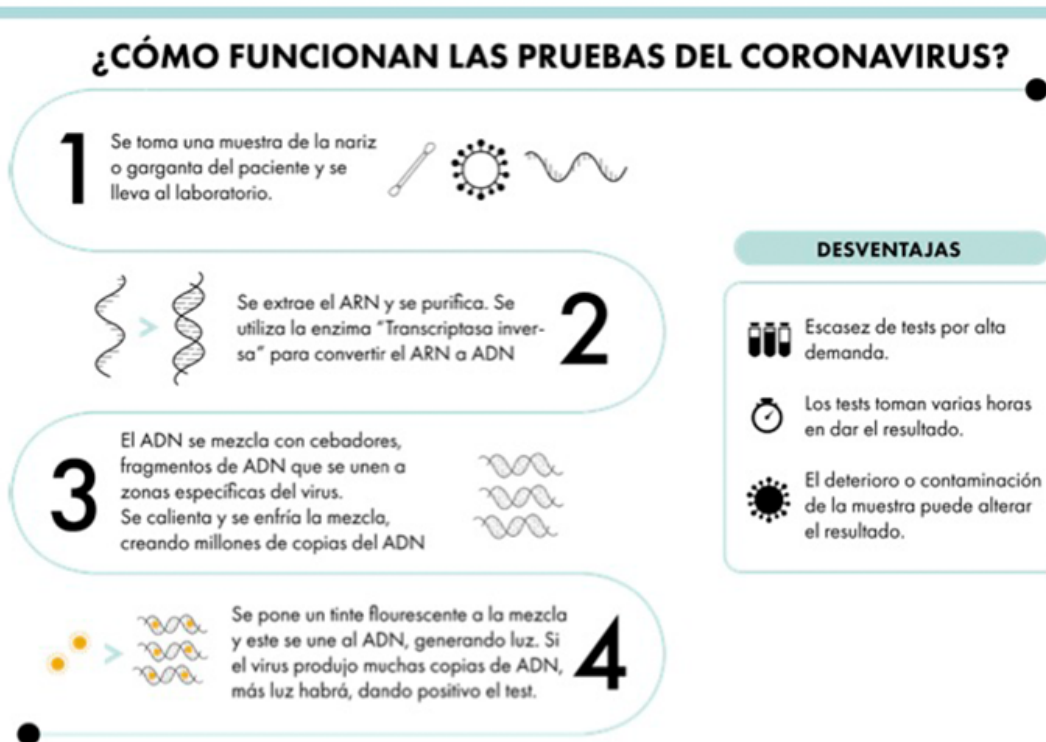 ¿CÓMO FUNCIONAN LAS PRUEBAS DEL CORONAVIRUS?
1
Se toma una muestra de la nariz
o garganta del paciente y se
lleva al laboratorio.
Se extrae el ARN y se purifica. Se
utiliza la enzima "Transcriptasa inver-
sa" para convertir el ARN a ADN
2
3
El ADN se mezcla con cebadores,
fragmentos de ADN que se unen a
zonas específicas del virus.
Se calienta y se enfría la mezcla,
creando millones de copias del ADN
Se pone un tinte flourescente a la mezcla
y este se une al ADN, generando luz. Si
el virus produjo muchas copias de ADN,
más luz habrá, dando positivo el test.
4
DESVENTAJAS
Escasez de tests por alta
demanda.
Los tests toman varias horas
en dar el resultado.
El deterioro o contaminación
de la muestra puede alterar
el resultado.